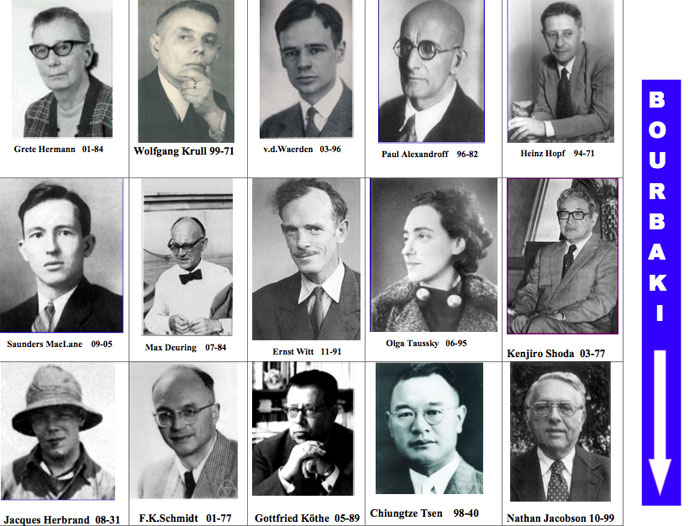 Grete Hermann 01-84
Wolfgang Krull 99-71
v.d.Waerden 03-96
Paul Alexandroff 96-82
Heinz Hopf 94-71
Saunders MacLane 09-05
Max Deuring 07-84
Ernst Witt 11-91
Olga Taussky 06-95
Kenjiro Shoda 03-77
Jacques Herbrand 08-31
F.K.Schmidt 01-77
Gottfried Köthe 05-89
Chiungtze Tsen 98-40
Nathan Jacobson 10-99
BOURBAKI